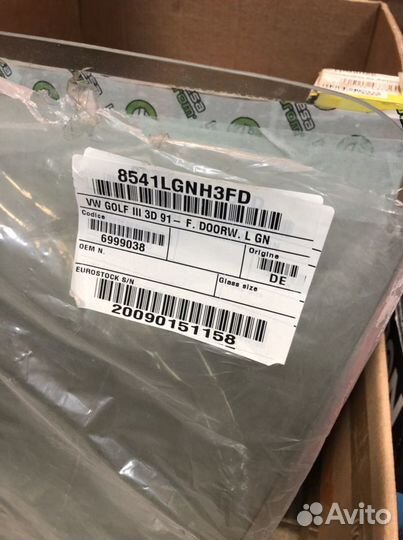 8541LGNH3FD
VW GOLF III 3D 91- F. DOORW. L GN
Codice
6999038
Origine
DE
OEM N.
Glass size
EUROSTOCK S/N
20090151158
Avito